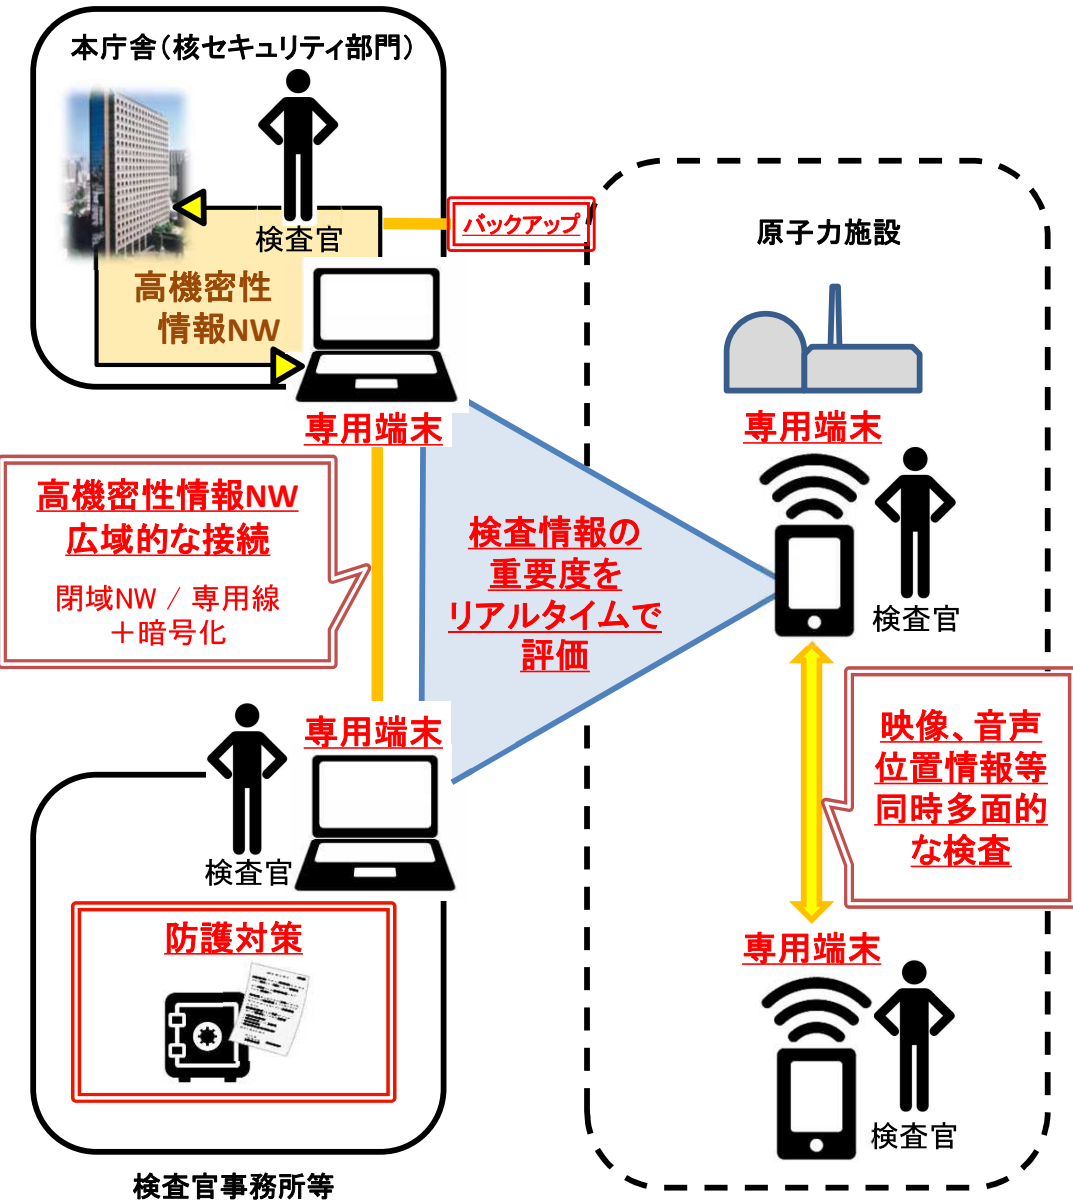 本庁舎（核セキュリティ部門）
検査官
バックアップ
高機密性
情報NW
専用端末
高機密性情報NW
広域的な接続
閉域NW / 専用線
＋暗号化
検査情報の
重要度を
リアルタイムで
評価
原子力施設
専用端末
検査官
映像、音声
位置情報等
同時多面的
な検査
専用端末
検査官
専用端末
検査官
防護対策
検査官事務所等